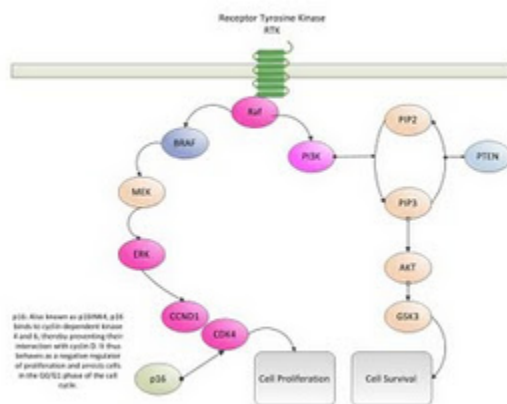 Receptor Tyrosine Kinase
RTK
Raf
BRAF
PI3K
PIP2
PTEN
MEK
PIP3
ERK
AKT
GSK3
CCND1
CDK4
p16
Cell Proliferation
Cell Survival
p16: Also known as p16INK4, p16
binds to cyclin dependent kinase
4 and 6, thereby preventing their
interaction with cyclin D. It thus
behaves as a negative regulator
of proliferation and arrests cells
in the G0/G1 phase of the cell
cycle.